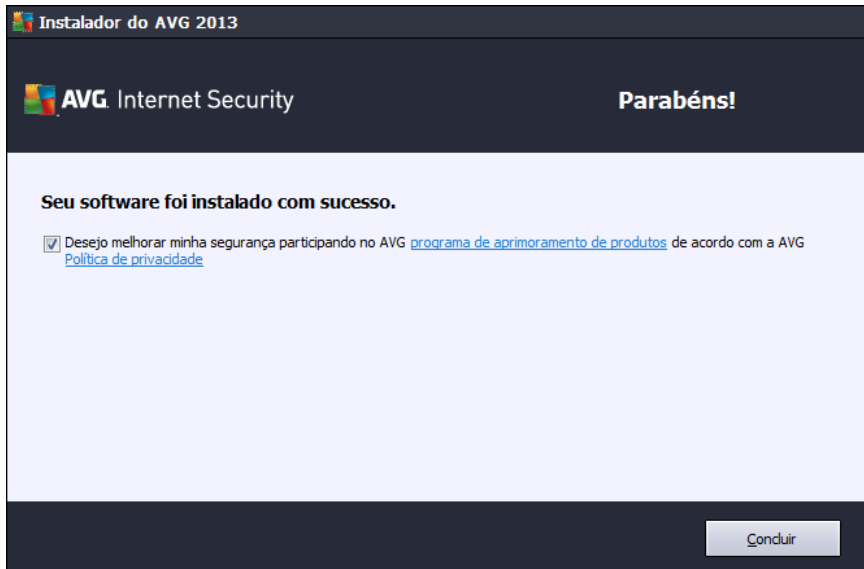 Instalador do AVG 2013
AVG. Internet Security
Parabéns!
Seu software foi instalado com sucesso.
Desejo melhorar minha segurança participando no AVG programa de aprimoramento de produtos de acordo com a AVG
Política de privacidade
Concluir